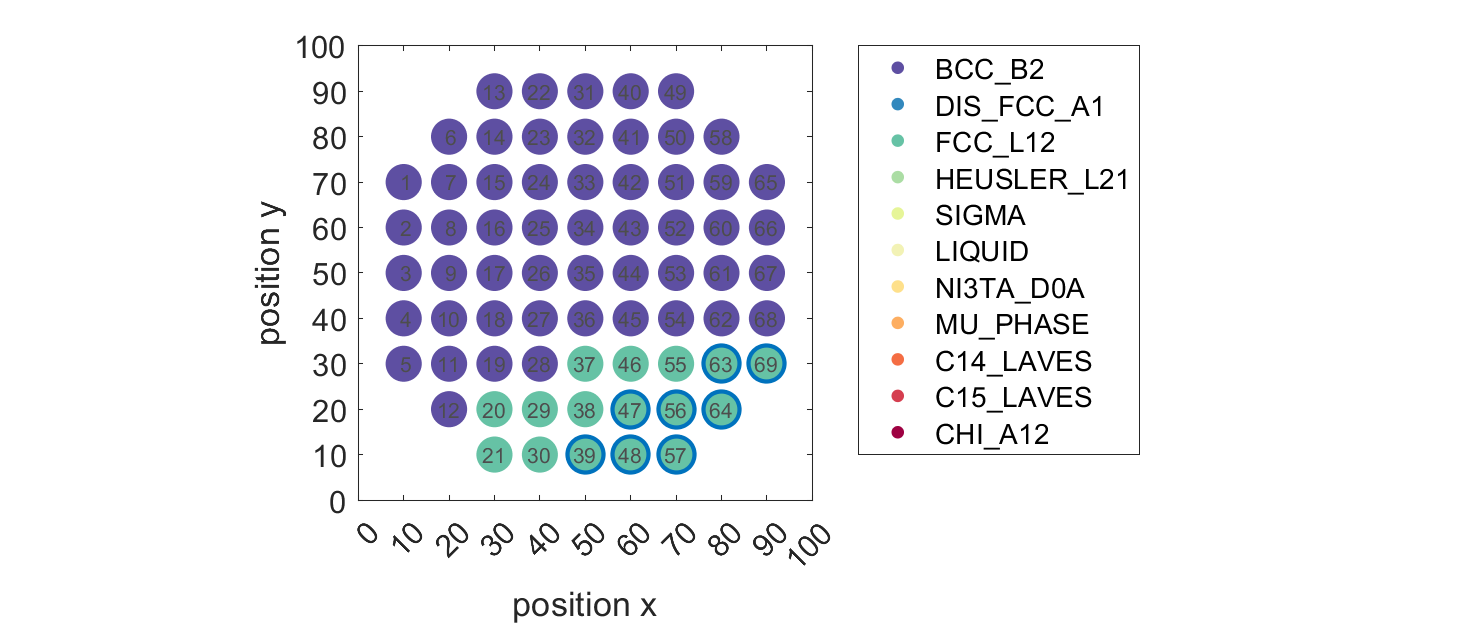 100
90
80
70
60
50
40
30
20
10
0
position y
13 22 31 40 49
6 14 23 32 41 50 58
1 7 15 24 33 42 51 59 65
2 8 16 25 34 43 52 60 66
3 9 17 26 35 44 53 61 67
4 10 18 27 36 45 54 62 68
5 11 19 28 37 46 55 63 69
12 20 29 38 47 56 64
21 30 39 48 57
0 10 20 30 40 50 60 70 80 90 100
position x
BCC_B2
DIS_FCC_A1
FCC_L12
HEUSLER_L21
SIGMA
LIQUID
NI3TA_D0A
MU_PHASE
C14_LAVES
C15_LAVES
CHI_A12